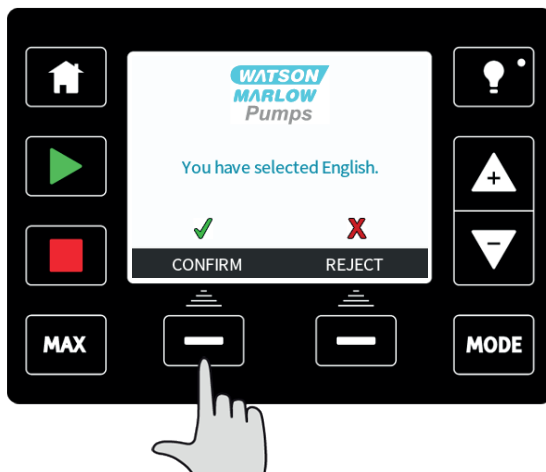 WATSON
MARLOW
Pumps
You have selected English.
CONFIRM REJECT
+
-
MAX
MODE